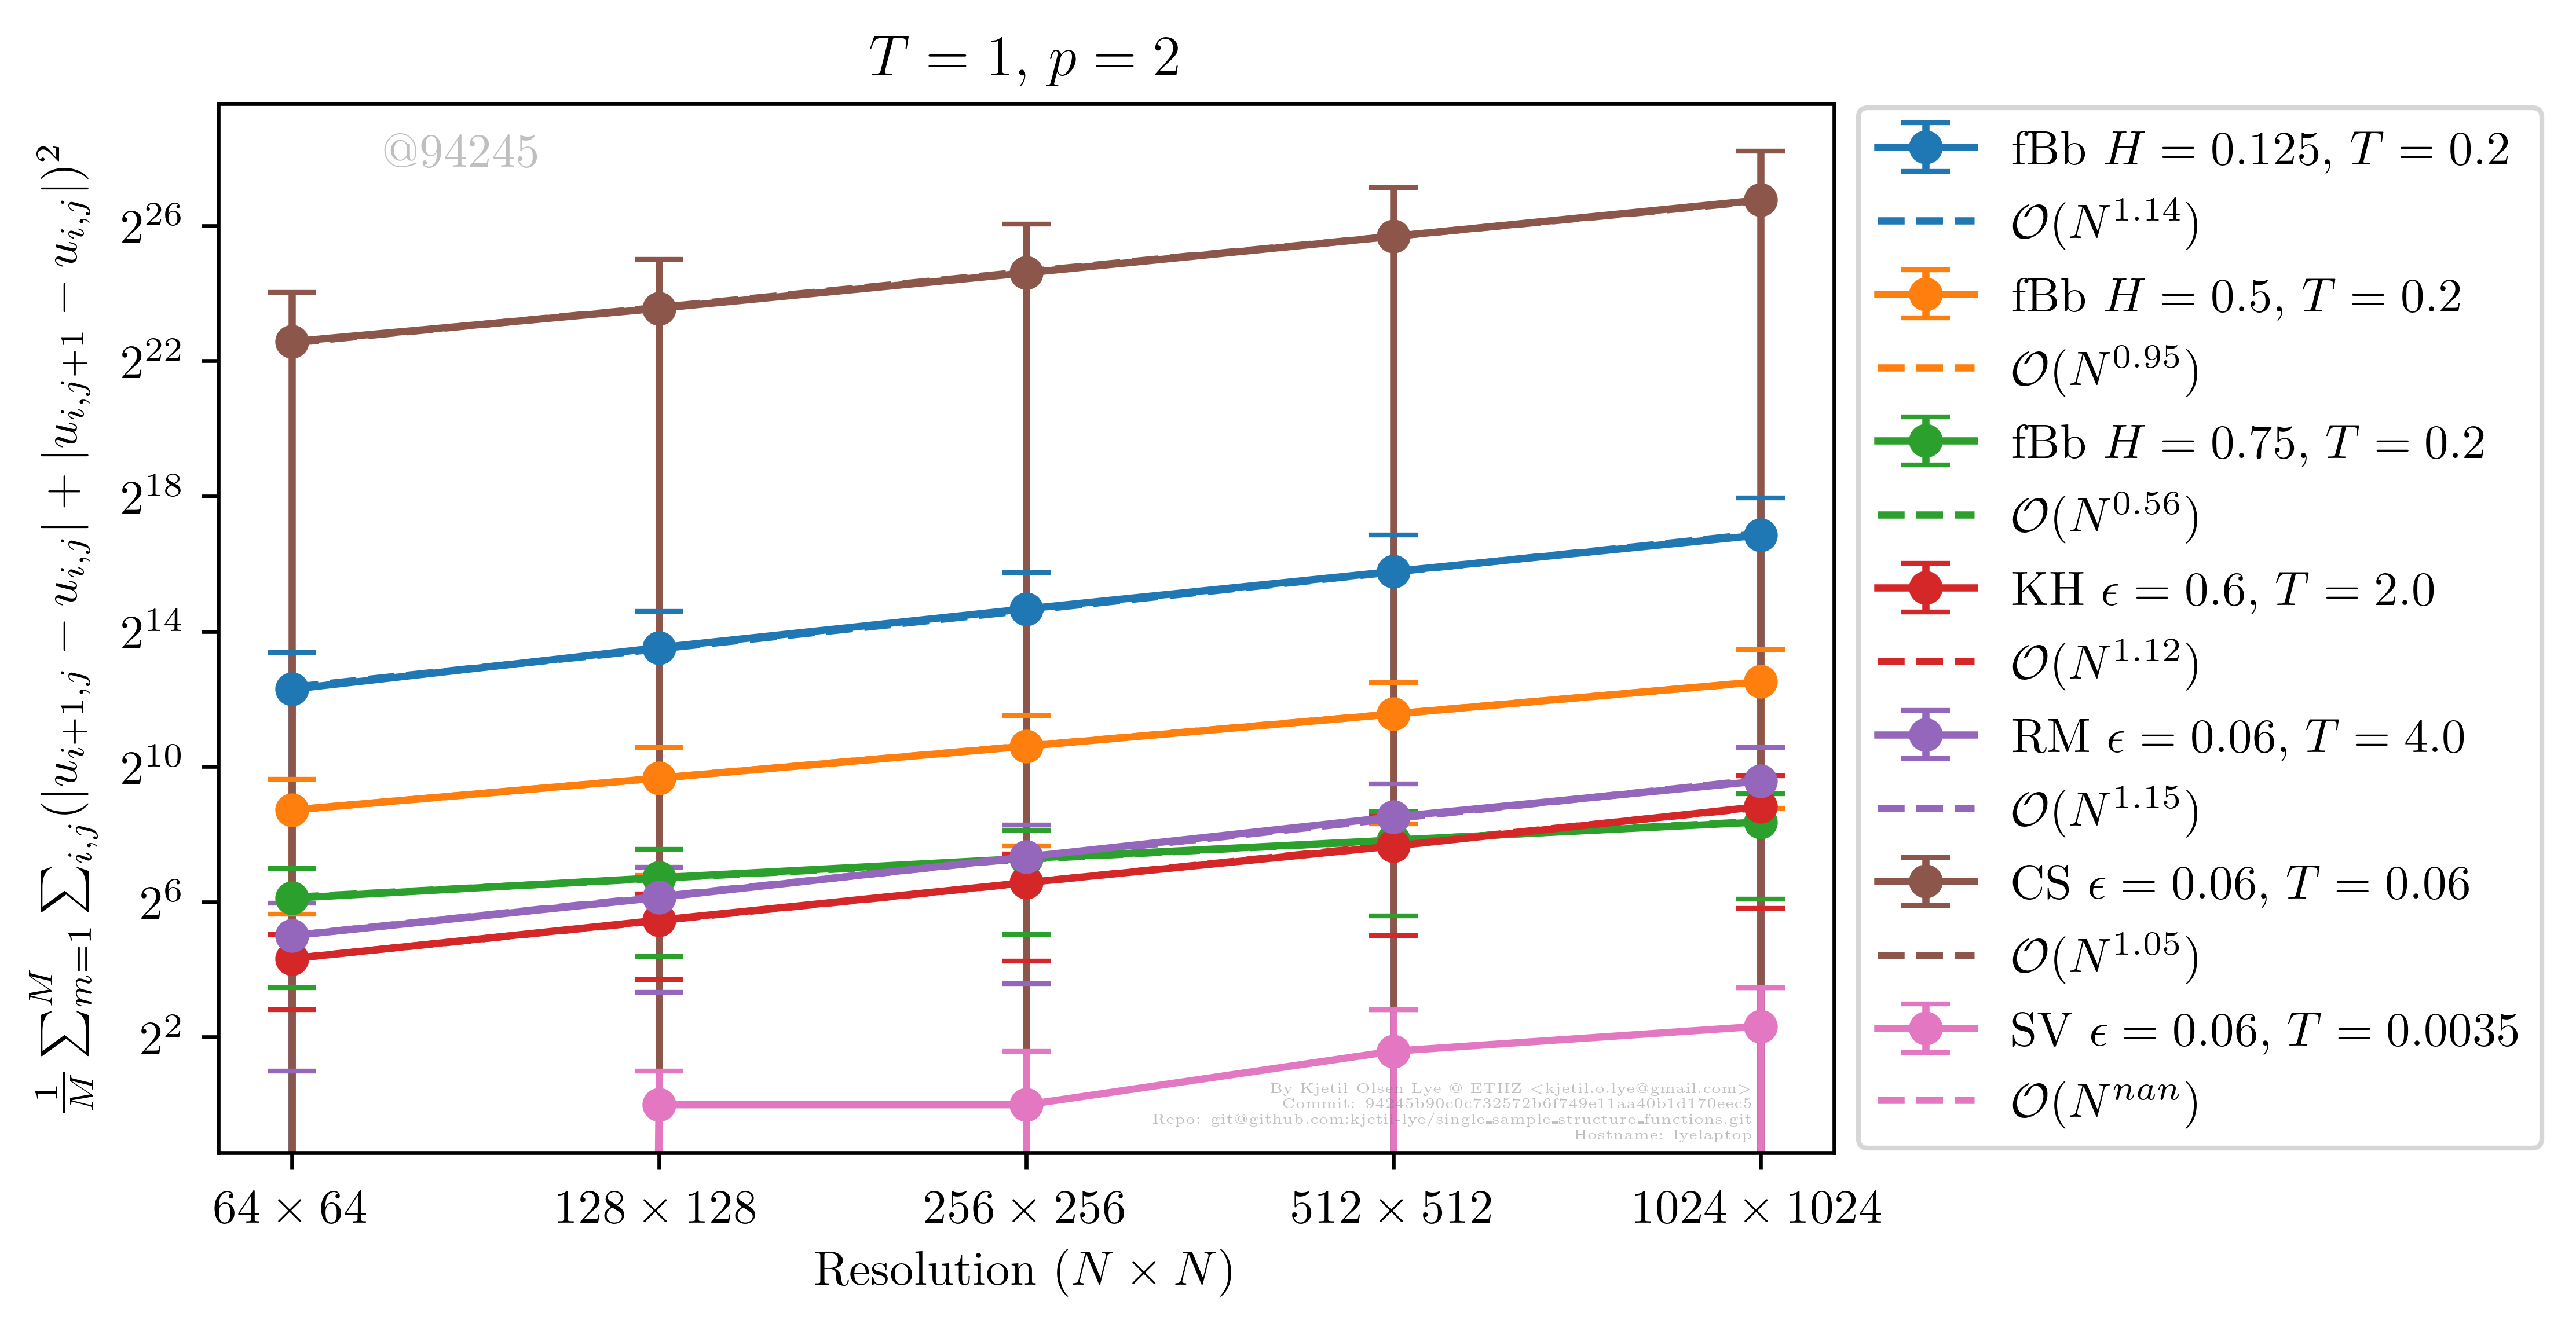 T = 1, p = 2
@94245
2^26
2^22
2^18
2^14
2^10
2^6
2^2
\frac{1}{M} \sum_{m=1}^{M} \sum_{i,j} (|u_{i+1,j} − u_{i,j}| + |u_{i,j+1} − u_{i,j}|)^2
fBb H = 0.125, T = 0.2
O(N^{1.14})
fBb H = 0.5, T = 0.2
O(N^{0.95})
fBb H = 0.75, T = 0.2
O(N^{0.56})
KH ϵ = 0.6, T = 2.0
O(N^{1.12})
RM ϵ = 0.06, T = 4.0
O(N^{1.15})
CS ϵ = 0.06, T = 0.06
O(N^{1.05})
SV ϵ = 0.06, T = 0.0035
O(N^{nan})
By Kjetil Olsen Lye @ ETHZ <kjetil.o.lye@gmail.com>
Commit: 94245b90c0c732572b6f749e11aa40b1d170eec5
Repo: git@github.com:kjetil-lye/single_sample_structure_functions.git
Hostname: lyelaptop
64 × 64
128 × 128
256 × 256
512 × 512
1024 × 1024
Resolution (N × N)